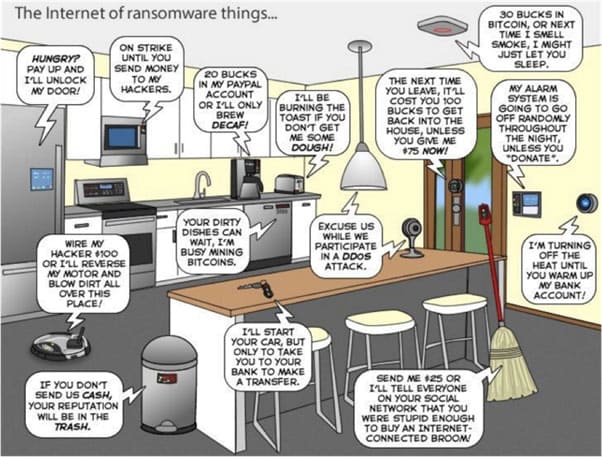 The Internet of ransomware things...
HUNGRY?
PAY UP AND
I'LL UNLOCK
MY DOOR!
ON STRIKE
UNTIL YOU
SEND MONEY
TO MY
HACKERS.
20 BUCKS
IN MY PAYPAL
ACCOUNT
OR I'LL ONLY
BREW
DECAF!
I'LL BE
BURNING THE
TOAST IF YOU
DON'T GET
ME SOME
DOUGH!
THE NEXT TIME
YOU LEAVE, IT'LL
COST YOU 100
BUCKS TO GET
BACK INTO THE
HOUSE, UNLESS
YOU GIVE ME
$75 NOW!
30 BUCKS IN
BITCOIN, OR NEXT
TIME I SMELL
SMOKE, I MIGHT
JUST LET YOU
SLEEP.
MY ALARM
SYSTEM IS
GOING TO GO
OFF RANDOMLY
THROUGHOUT
THE NIGHT,
UNLESS YOU
"DONATE".
WIRE MY
HACKER $100
OR I'LL REVERSE
MY MOTOR AND
BLOW DIRT ALL
OVER THIS
PLACE!
YOUR DIRTY
DISHES CAN
WAIT, I'M
BUSY MINING
BITCOINS.
EXCUSE US
WHILE WE
PARTICIPATE
IN A DDOS
ATTACK.
I'M TURNING
OFF THE
HEAT UNTIL
YOU WARM UP
MY BANK
ACCOUNT!
IF YOU DON'T
SEND US CASH,
YOUR REPUTATION
WILL BE IN THE
TRASH.
I'LL START
YOUR CAR, BUT
ONLY TO TAKE
YOU TO YOUR
BANK TO MAKE
A TRANSFER.
SEND ME $25 OR
I'LL TELL EVERYONE
ON YOUR SOCIAL
NETWORK THAT YOU
WERE STUPID ENOUGH
TO BUY AN INTERNET-
CONNECTED BROOM!